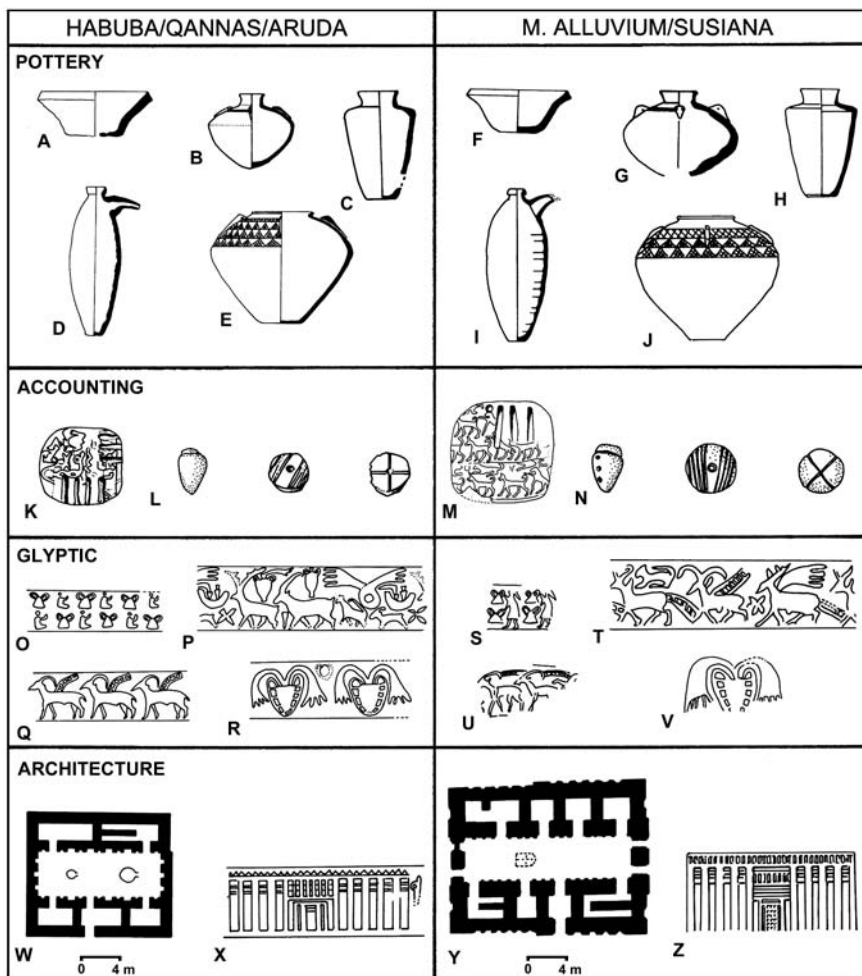 HABUBA/QANNAS/ARUDA
M. ALLUVIUM/SUSIANA
POTTERY
A
B
C
D
E
F
G
H
I
J
ACCOUNTING
K
L
M
N
GLYPTIC
O
P
Q
R
S
T
U
V
ARCHITECTURE
W
0 4 m
X
Y
0 4 m
Z